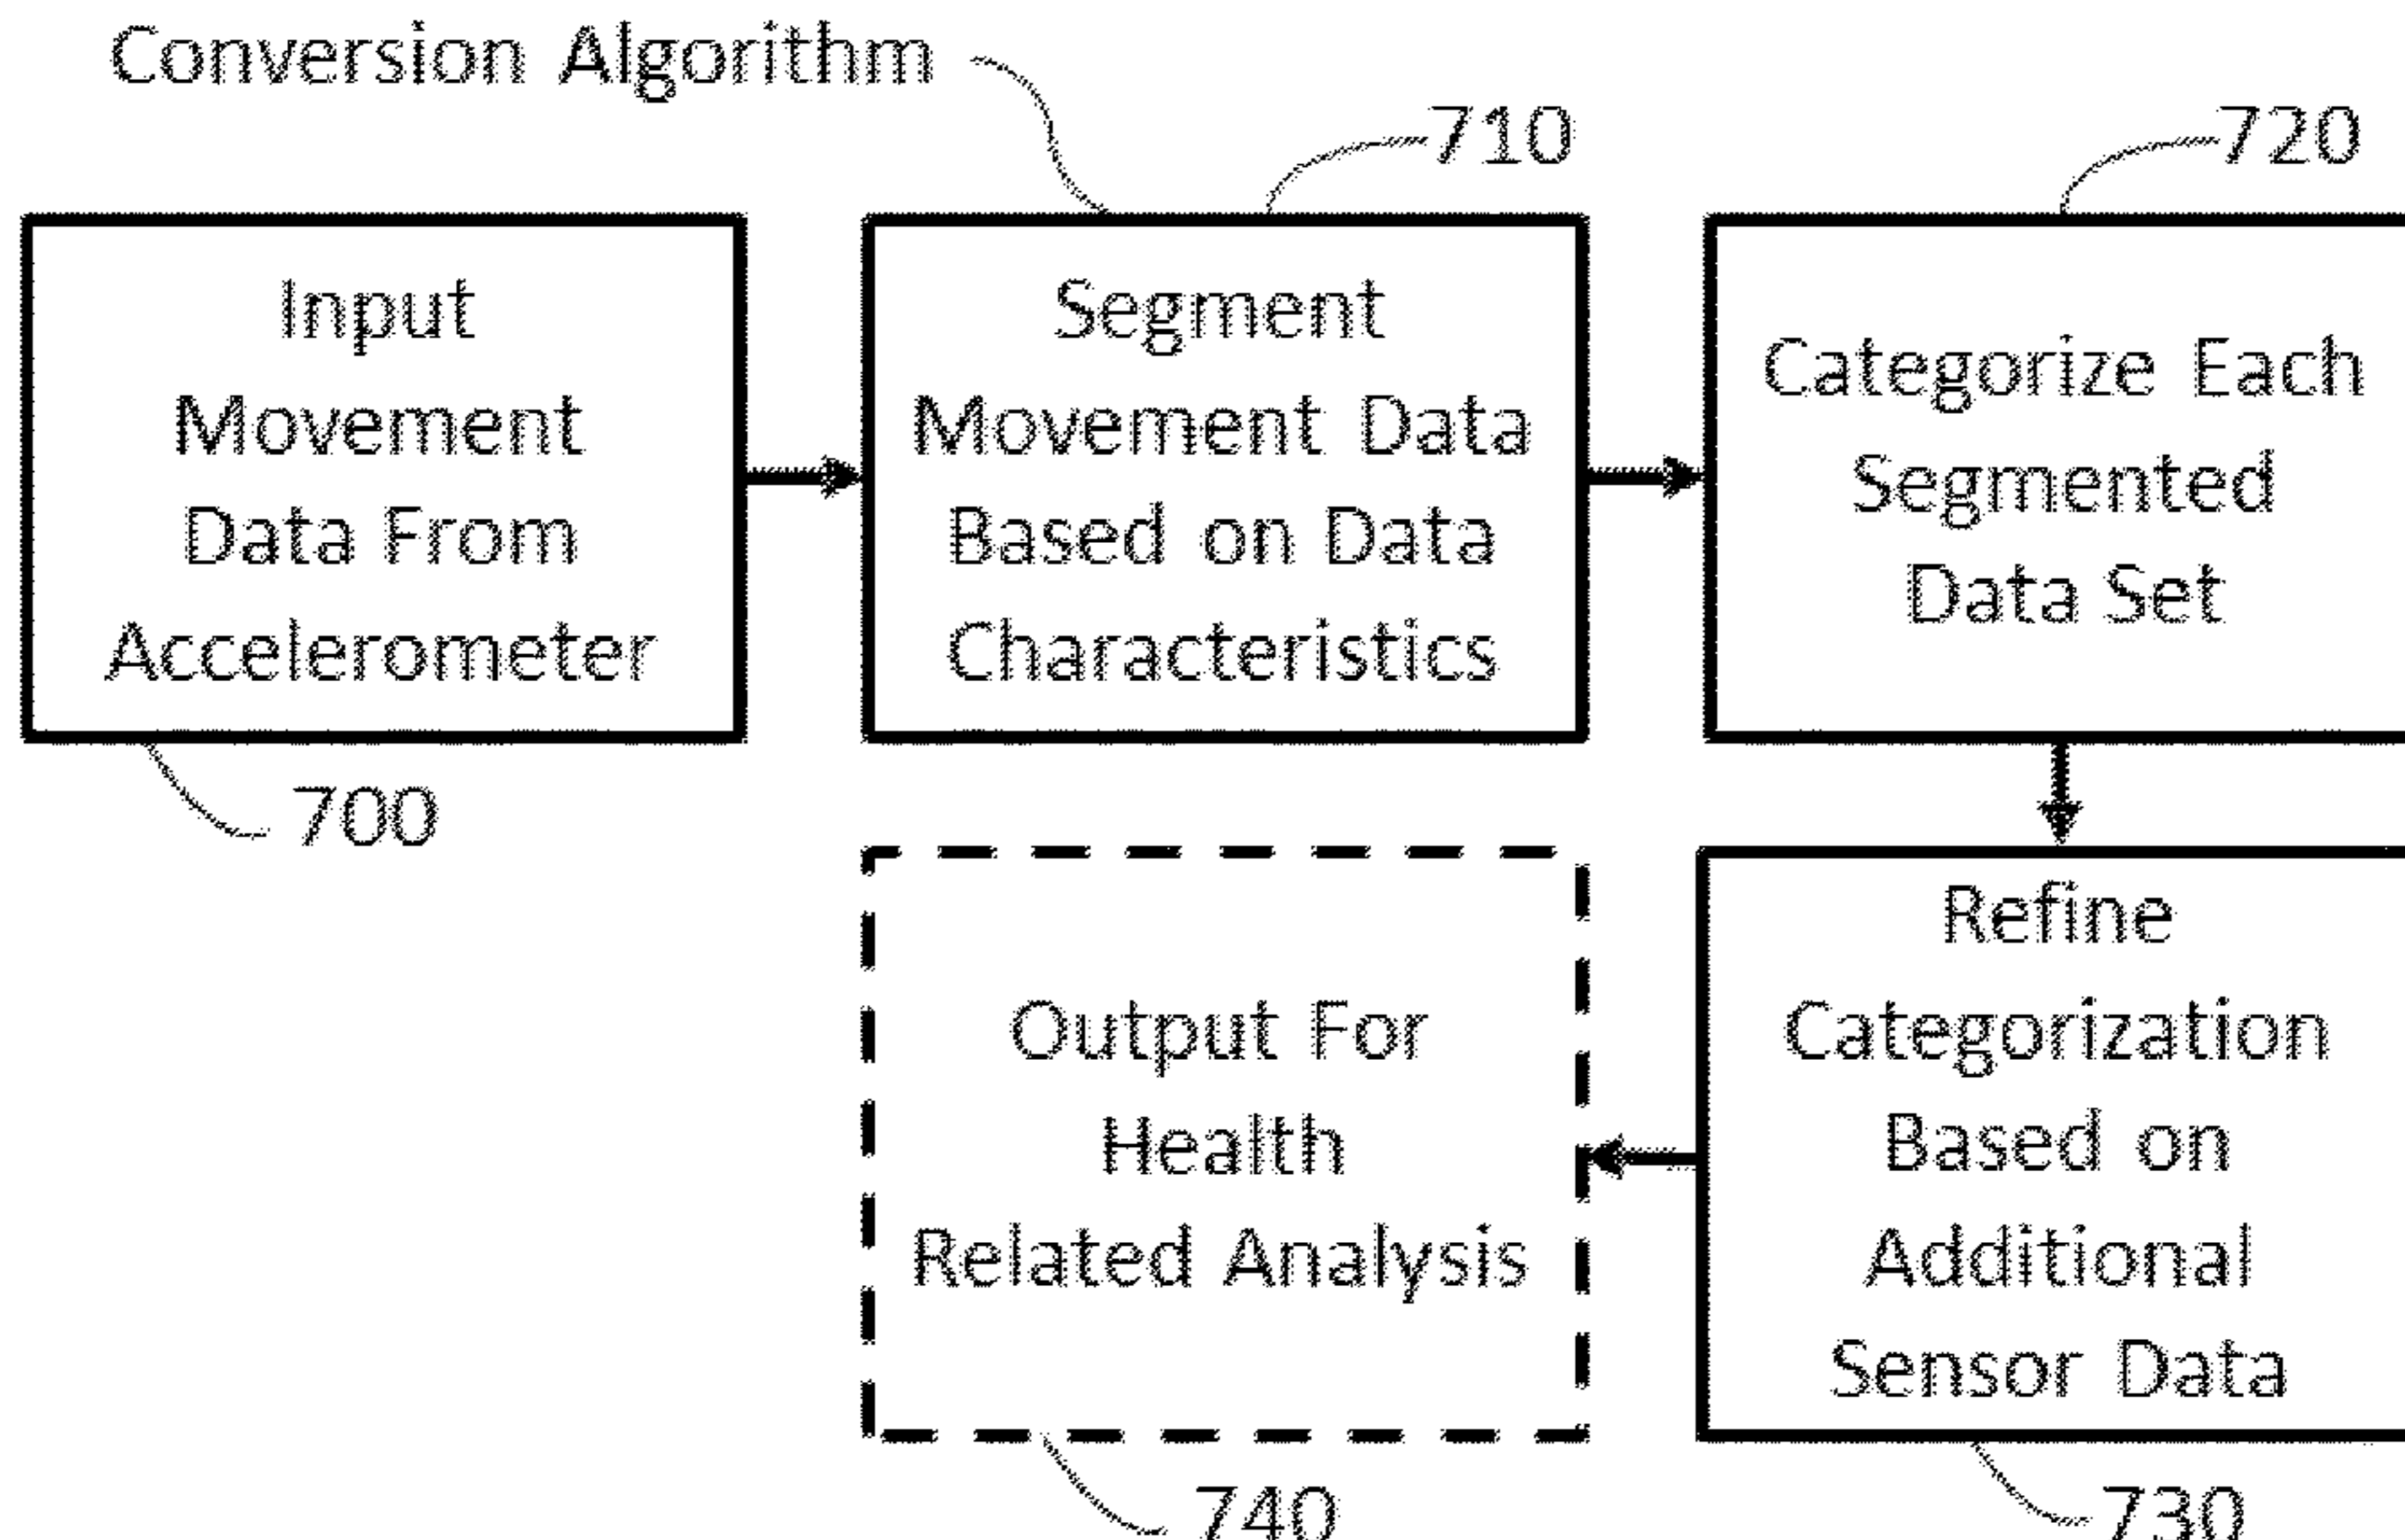 Conversion Algorithm
710
720
Input
Movement
Data From
Accelerometer
Segment
Movement Data
Based on Data
Characteristics
Categorize Each
Segmented
Data Set
700
Output For
Health
Related Analysis
Refine
Categorization
Based on
Additional
Sensor Data
740
730